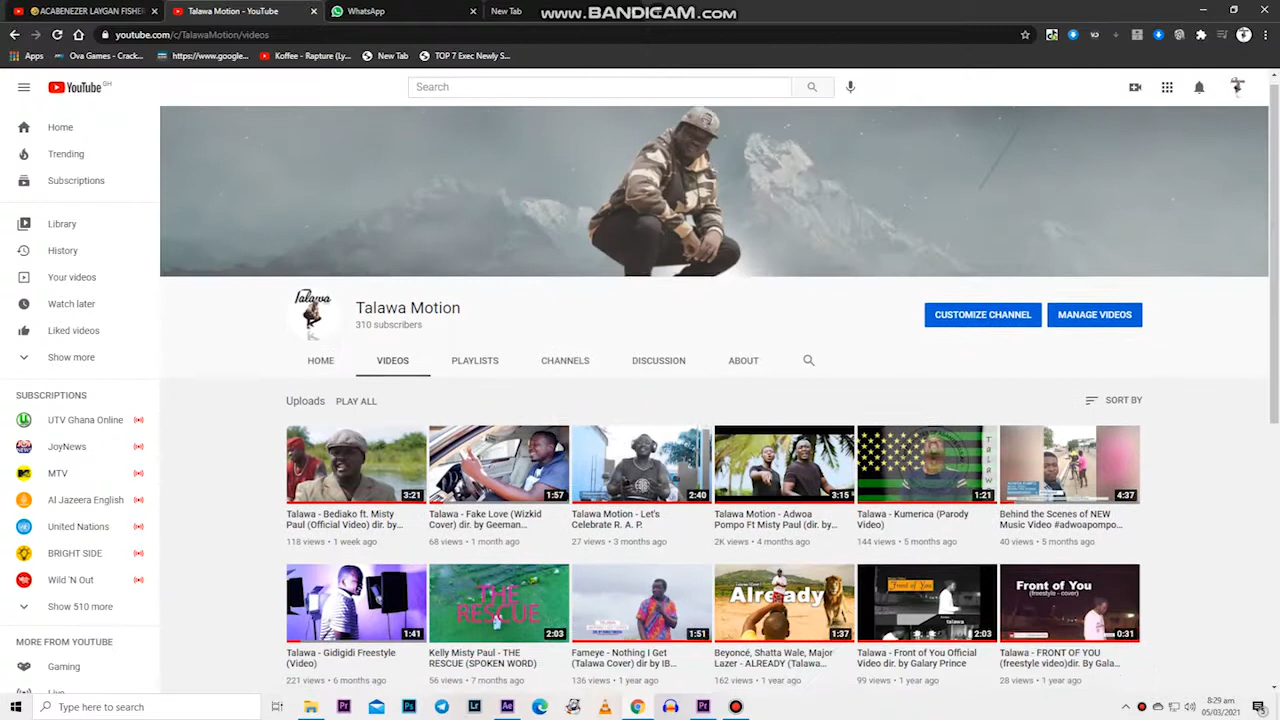 ACABENEZER LAYGAN FISHER
Talawa Motion - YouTube
WhatsApp
New Tab
www.BANDICAM.com
youtube.com/c/TalawaMotion/videos
Apps
Ova Games - Crack...
https://www.google...
Koffee - Rapture (Ly...
New Tab
TOP 7 Exec Newly S...
YouTube GH
Search
Home
Trending
Subscriptions
Library
History
Your videos
Watch later
Liked videos
Show more
SUBSCRIPTIONS
UTV Ghana Online
JoyNews
MTV
Al Jazeera English
United Nations
BRIGHT SIDE
Wild 'N Out
Show 510 more
MORE FROM YOUTUBE
Gaming
Live
Talawa
Talawa Motion
310 subscribers
CUSTOMIZE CHANNEL
MANAGE VIDEOS
HOME
VIDEOS
PLAYLISTS
CHANNELS
DISCUSSION
ABOUT
Uploads
PLAY ALL
SORT BY
3:21
Talawa - Bediako ft. Misty
Paul (Official Video) dir. by...
118 views • 1 week ago
1:57
Talawa - Fake Love (Wizkid
Cover) dir. by Geeman...
68 views • 1 month ago
2:40
Talawa Motion - Let's
Celebrate R. A. P.
27 views • 3 months ago
3:15
Talawa Motion - Adwoa
Pompo Ft Misty Paul (dir. by...
2K views • 4 months ago
1:21
Talawa - Kumerica (Parody
Video)
144 views • 5 months ago
4:37
Behind the Scenes of NEW
Music Video #adwoapompo...
40 views • 5 months ago
1:41
Talawa - Gidigidi Freestyle
(Video)
221 views • 6 months ago
THE
RESCUE
2:03
Kelly Misty Paul - THE
RESCUE (SPOKEN WORD)
56 views • 7 months ago
1:51
Fameye - Nothing I Get
(Talawa Cover) dir by IB...
136 views • 1 year ago
Already
1:37
Beyoncé, Shatta Wale, Major
Lazer - ALREADY (Talawa...
162 views • 1 year ago
Front of You
talawa
2:03
Talawa - Front of You Official
Video dir. by Galary Prince
99 views • 1 year ago
Front of You
(freestyle - cover)
0:31
Talawa - FRONT OF YOU
(freestyle video)dir. By Gala...
28 views • 1 year ago
Type here to search
8:29 am
05/03/2021